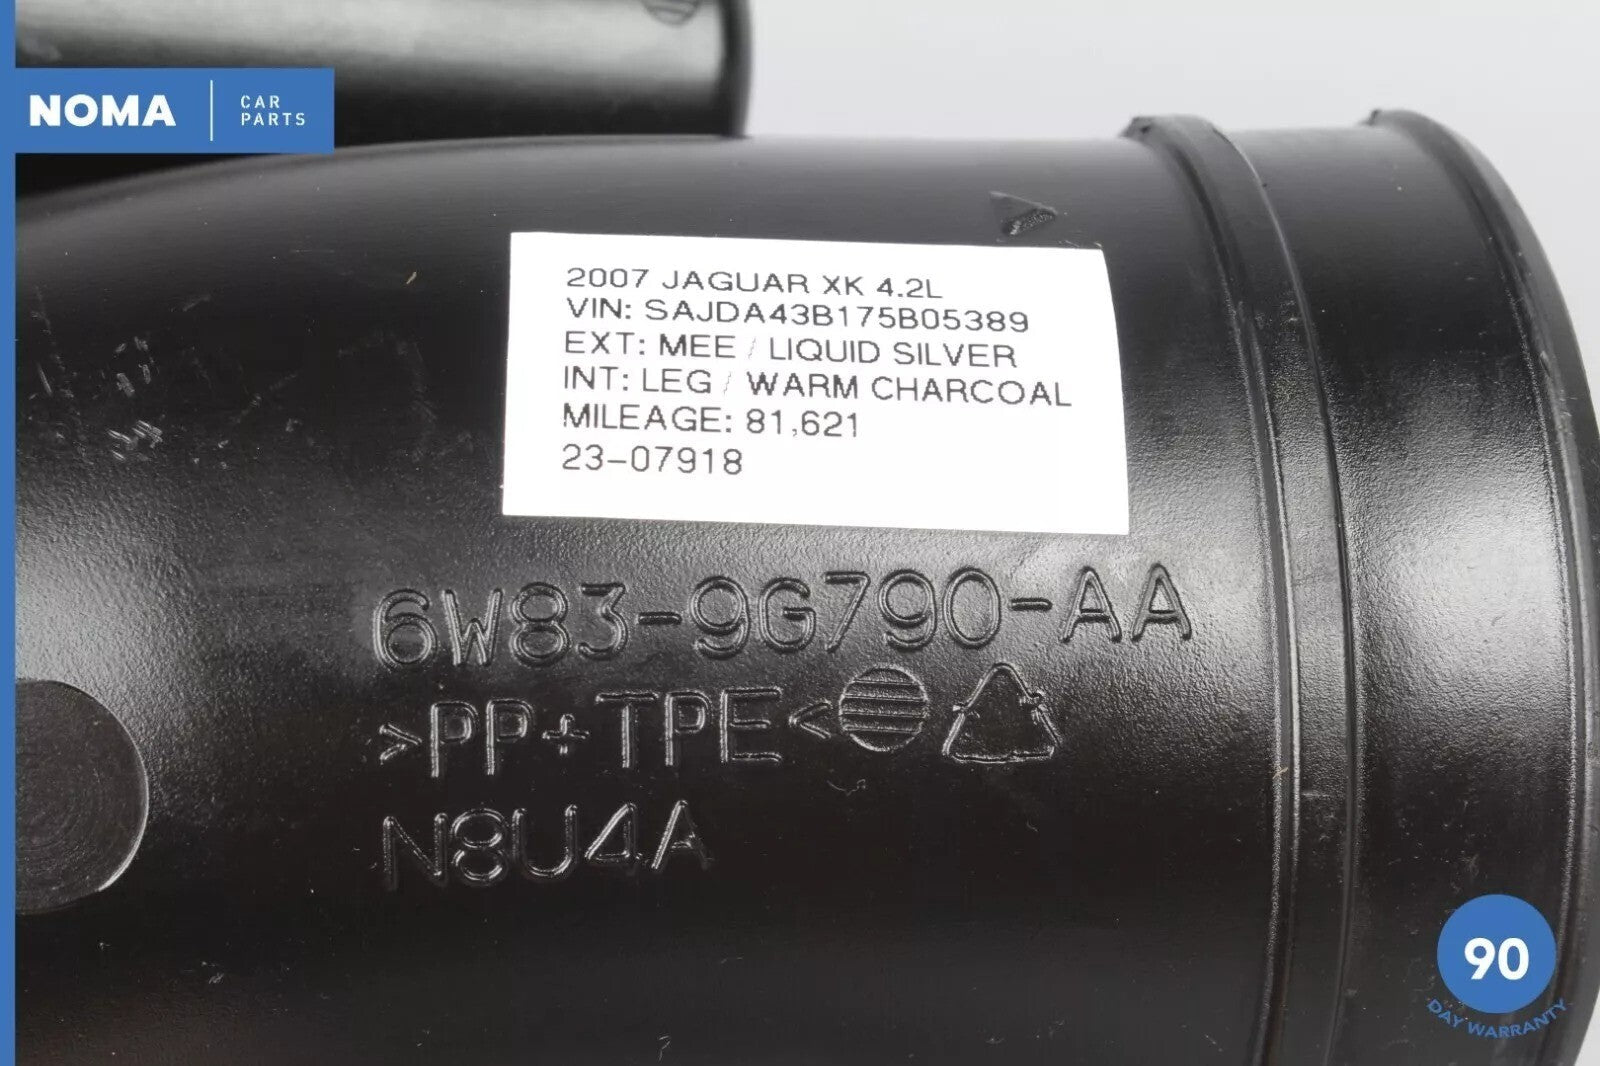 NOMA
CAR
PARTS
2007 JAGUAR XK 4.2L
VIN: SAJDA43B175B05389
EXT: MEE / LIQUID SILVER
INT: LEG / WARM CHARCOAL
MILEAGE: 81,621
23-07918
6W83-9G790-AA
>PP+TPE<
N8U4A
90
DAY WARRANTY